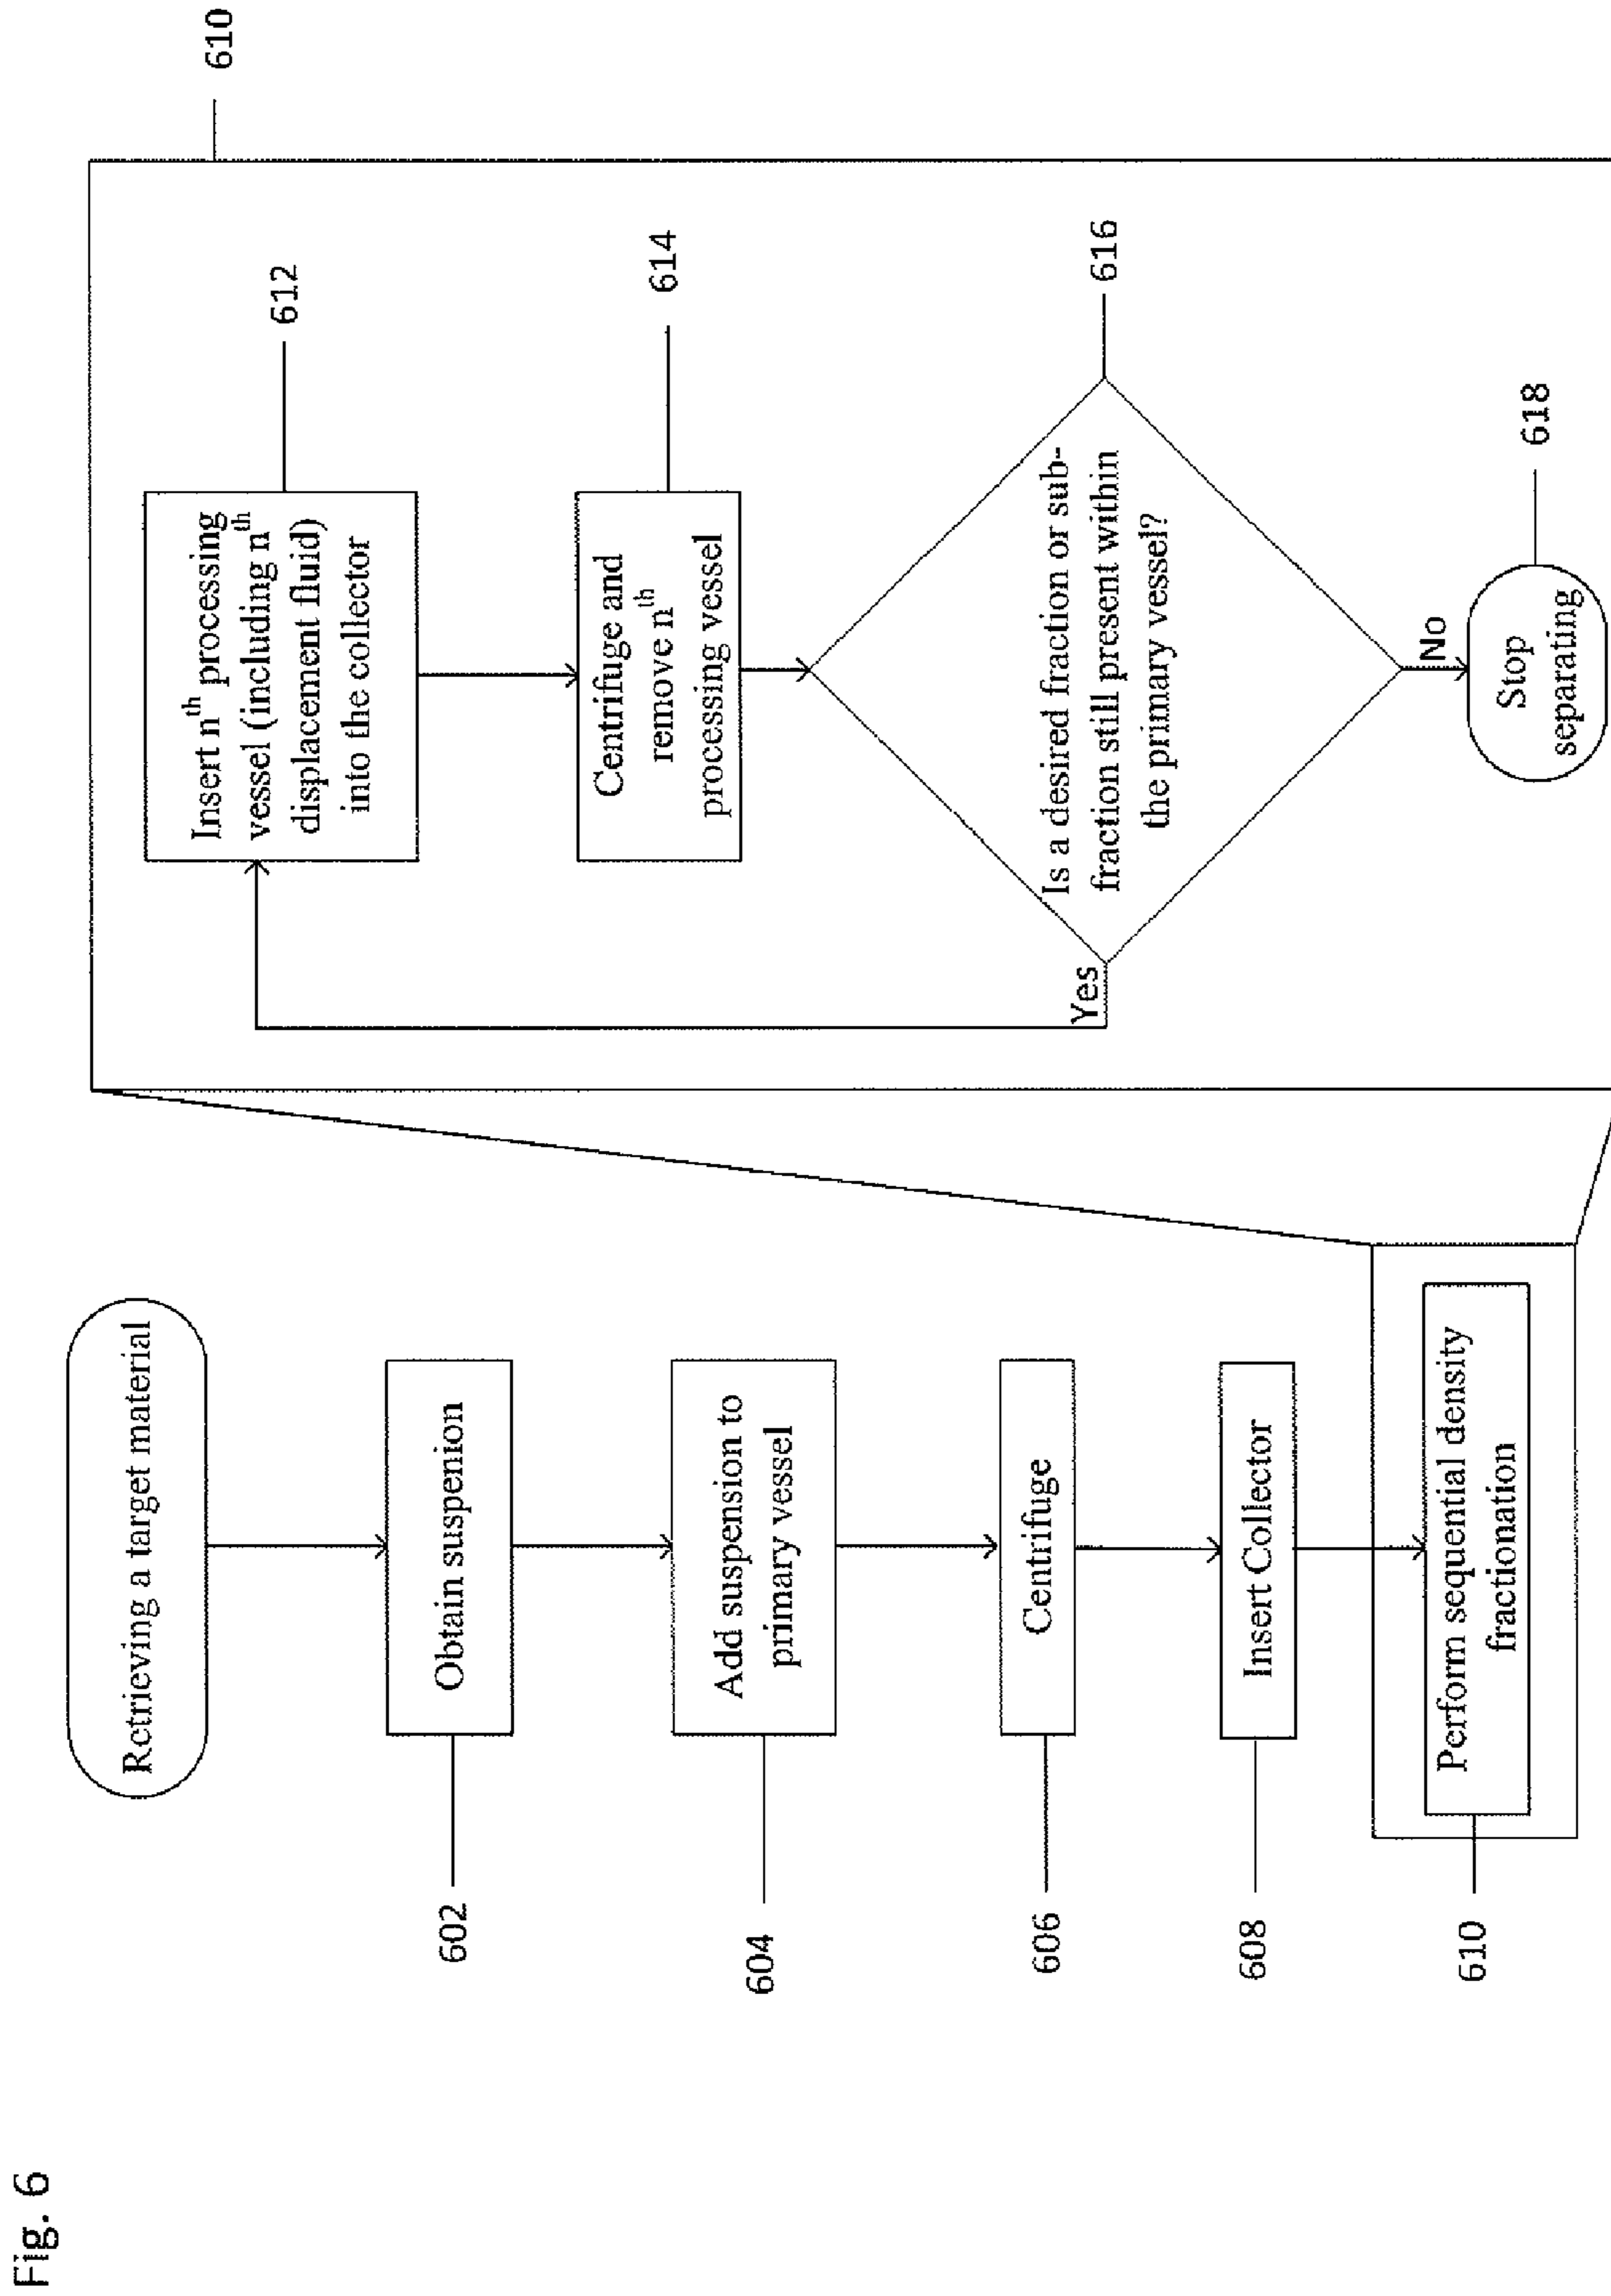 Fig. 6
Retrieving a target material
602
Obtain suspenion
604
Add suspension to
primary vessel
606
Centrifuge
608
Insert Collector
610
Perform sequential density
fractionation
610
Insert nth processing
vessel (including nth
displacement fluid)
into the collector
612
Centrifuge and
remove nth
processing vessel
614
Is a desired fraction or sub-
fraction still present within
the primary vessel?
616
Yes
No
Stop
separating
618